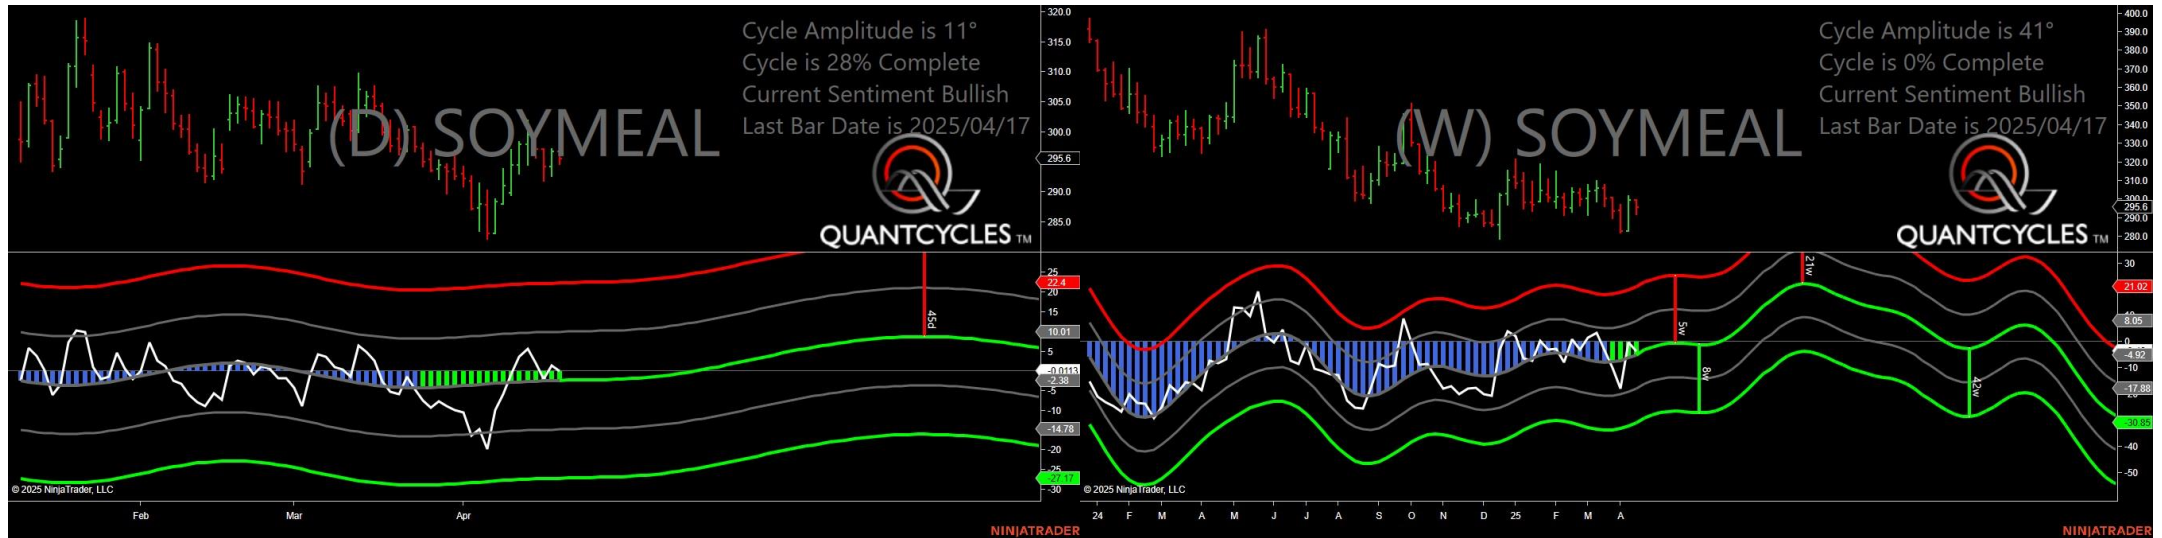 Cycle Amplitude is 11°
Cycle is 28% Complete
Current Sentiment Bullish
Last Bar Date is 2025/04/17
(D) SOYMEAL
QUANTCYCLES TM
320.0
315.0
310.0
305.0
300.0
295.6
290.0
285.0
45d
25
22.4
20
15
10.01
5
-0.0113
-2.38
-5
-10
-14.78
-20
-25
-27.17
-30
© 2025 NinjaTrader, LLC
Feb
Mar
Apr
NINJATRADER
Cycle Amplitude is 41°
Cycle is 0% Complete
Current Sentiment Bullish
Last Bar Date is 2025/04/17
(W) SOYMEAL
QUANTCYCLES TM
400.0
390.0
380.0
370.0
360.0
350.0
340.0
330.0
320.0
310.0
300.0
295.6
290.0
280.0
5w
8w
21w
42w
30
21.02
8.05
0
-4.92
-10
-17.88
-30.85
-40
-50
© 2025 NinjaTrader, LLC
24
F
M
A
M
J
J
A
S
O
N
D
25
F
M
A
NINJATRADER